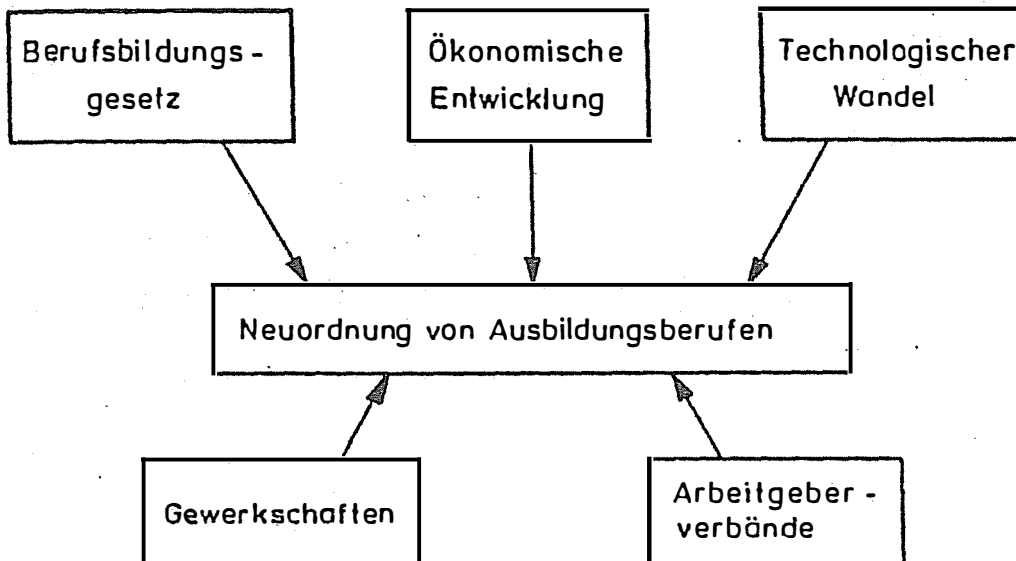 Berufsbildungs-
gesetz
Ökonomische
Entwicklung
Technologischer
Wandel
Neuordnung von Ausbildungsberufen
Gewerkschaften
Arbeitgeber-
verbände